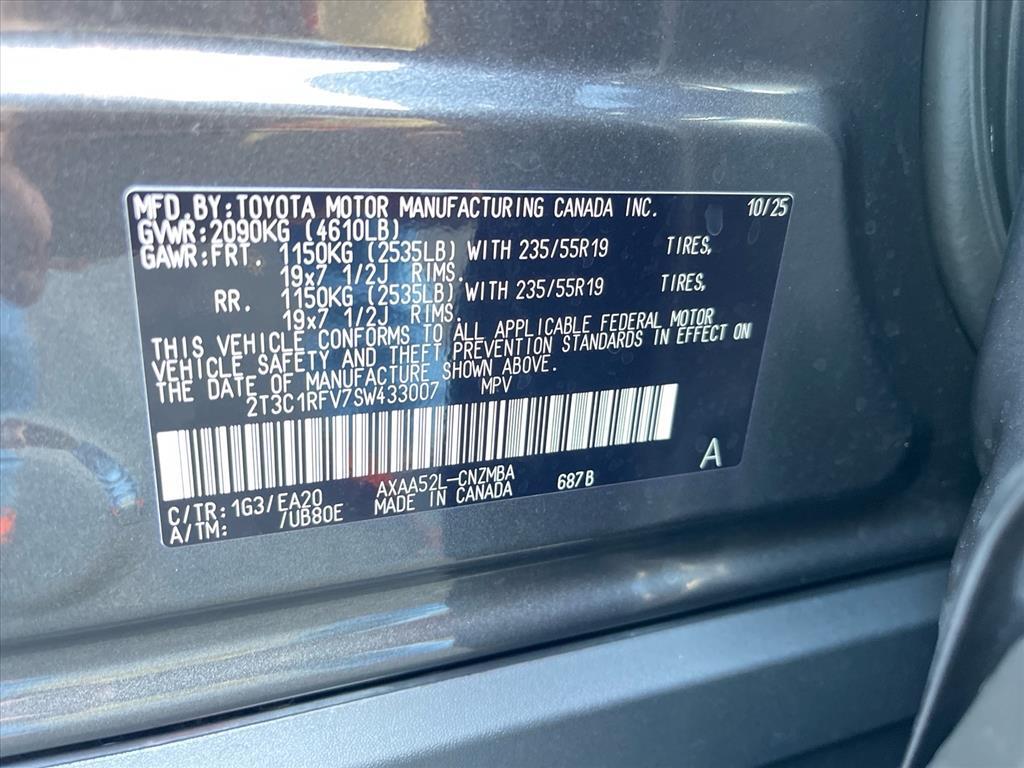 MFD.BY:TOYOTA MOTOR MANUFACTURING CANADA INC. 10/25
GVWR:2090KG (4610LB)
GAWR:FRT. 1150KG (2535LB) WITH 235/55R19 TIRES,
19x7 1/2J RIMS.
RR. 1150KG (2535LB) WITH 235/55R19 TIRES,
19x7 1/2J RIMS.
THIS VEHICLE CONFORMS TO ALL APPLICABLE FEDERAL MOTOR
VEHICLE SAFETY AND THEFT PREVENTION STANDARDS IN EFFECT ON
THE DATE OF MANUFACTURE SHOWN ABOVE.
2T3C1RFV7SW433007 MPV
A
C/TR:1G3/EA20 AXAA52L-CNZMBA 687B
A/TM: /UB80E MADE IN CANADA